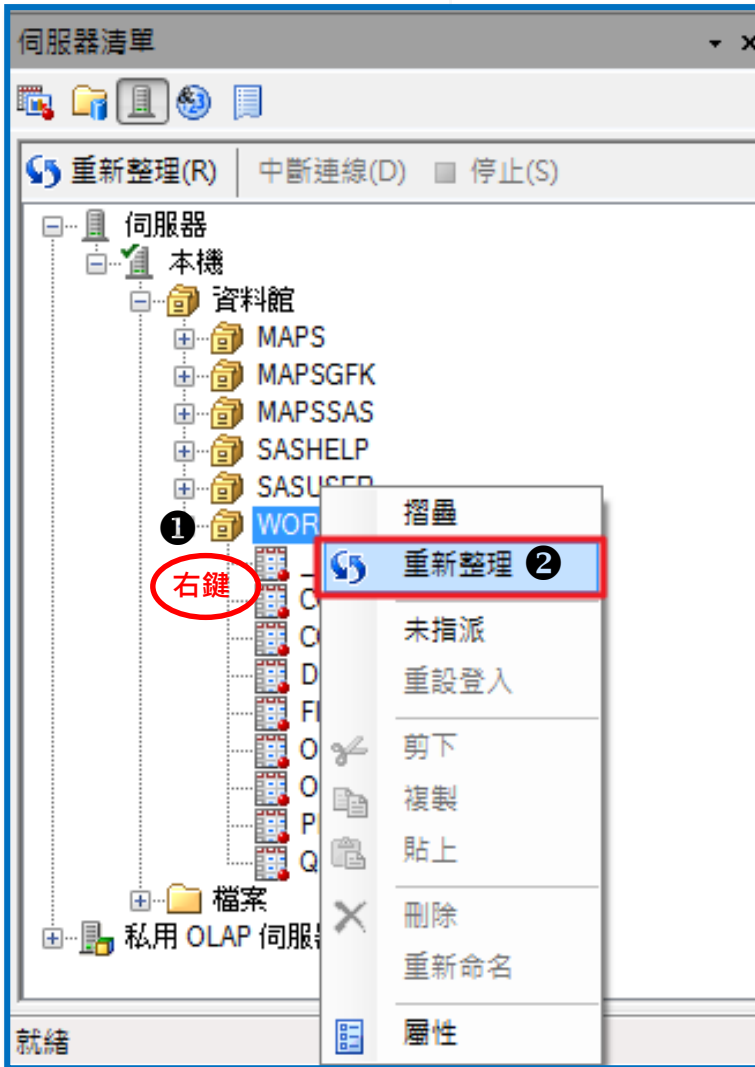 伺服器清單
重新整理(R) 中斷連線(D) 停止(S)
伺服器
本機
資料館
MAPS
MAPSGFK
MAPSSAS
SASHELP
SASUSER
❶ WOR
右鍵
_
C
C
D
F
O
O
P
Q
檔案
私用 OLAP 伺服
摺疊
重新整理 ❷
未指派
重設登入
剪下
複製
貼上
刪除
重新命名
屬性
就緒